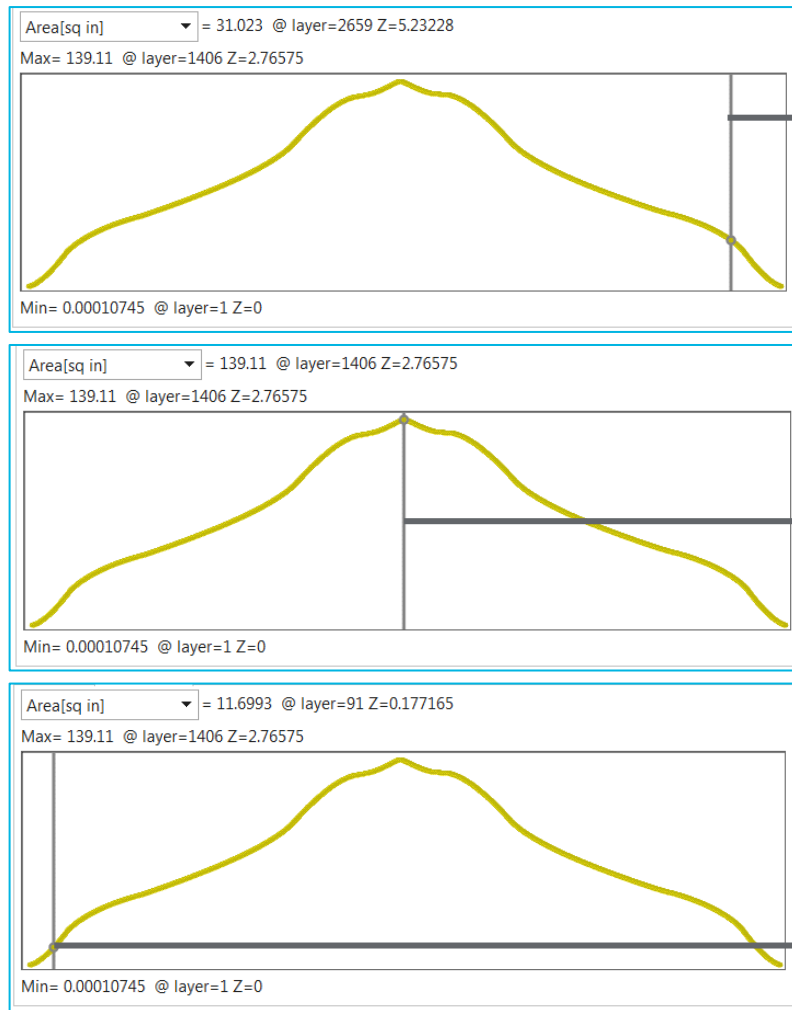 Area[sq in] = 31.023 @ layer=2659 Z=5.23228
Max= 139.11 @ layer=1406 Z=2.76575
Min= 0.00010745 @ layer=1 Z=0
Area[sq in] = 139.11 @ layer=1406 Z=2.76575
Max= 139.11 @ layer=1406 Z=2.76575
Min= 0.00010745 @ layer=1 Z=0
Area[sq in] = 11.6993 @ layer=91 Z=0.177165
Max= 139.11 @ layer=1406 Z=2.76575
Min= 0.00010745 @ layer=1 Z=0